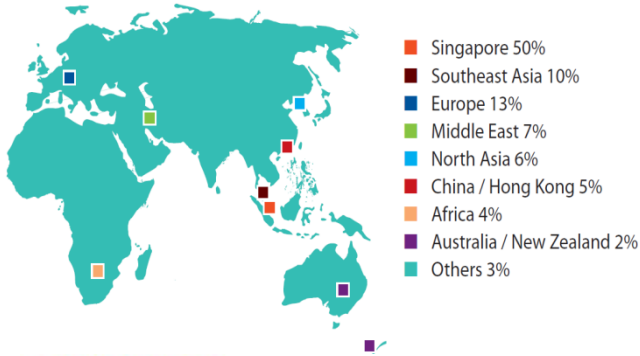 Singapore 50%
Southeast Asia 10%
Europe 13%
Middle East 7%
North Asia 6%
China / Hong Kong 5%
Africa 4%
Australia / New Zealand 2%
Others 3%